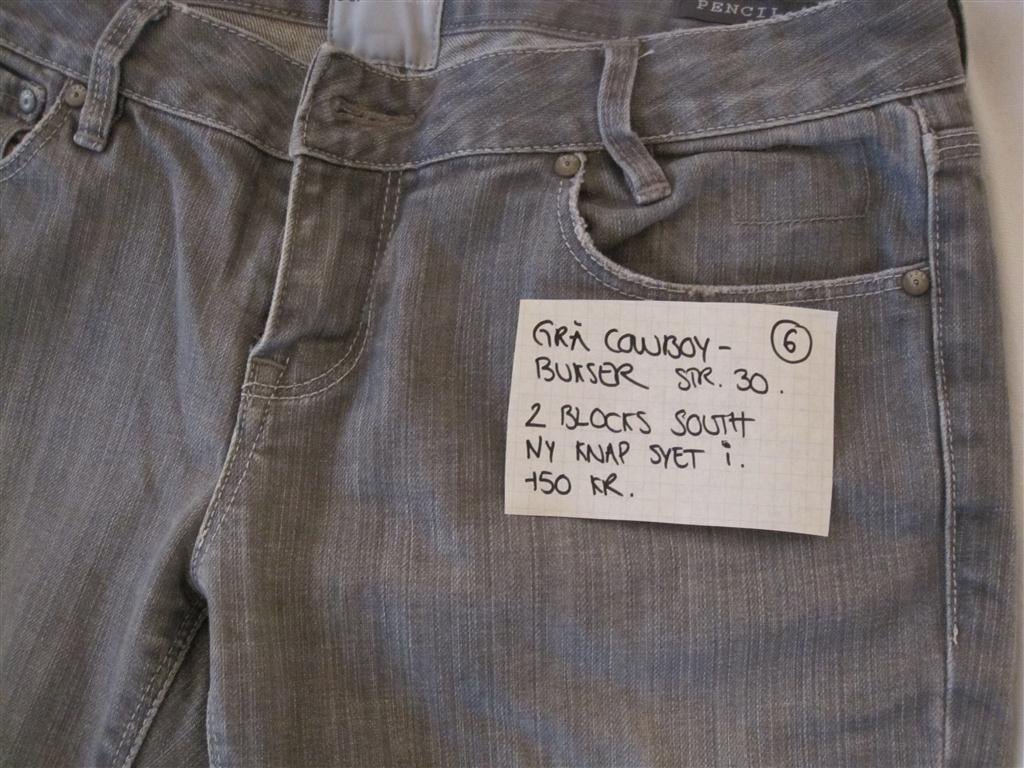 PENCIL
GRÅ COWBOY- 6
BUKSER STR. 30.
2 BLOCKS SOUTH
NY KNAP SYET i.
150 KR.